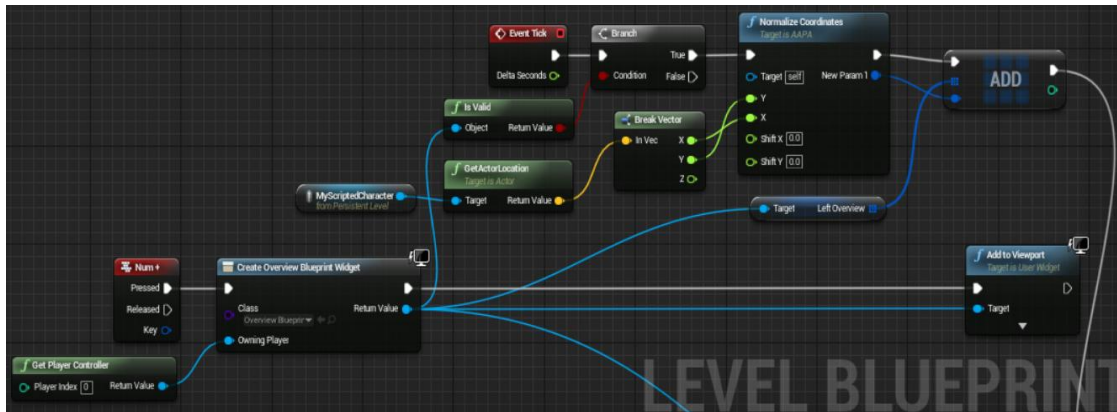 Event Tick
Delta Seconds
Branch
True
Condition
False
Normalize Coordinates
Target is AAPA
Target self
New Param 1
Y
X
Shift X 0.0
Shift Y 0.0
ADD
Is Valid
Object
Return Value
Break Vector
In Vec
X
Y
Z
GetActorLocation
Target is Actor
Target
Return Value
MyScriptedCharacter
from Persistent Level
Target
Left Overview
Num +
Pressed
Released
Key
Create Overview Blueprint Widget
Class
Overview Blueprir
Return Value
Owning Player
Add to Viewport
Target is User Widget
Target
Get Player Controller
Player Index 0
Return Value
LEVEL BLUEPRINT